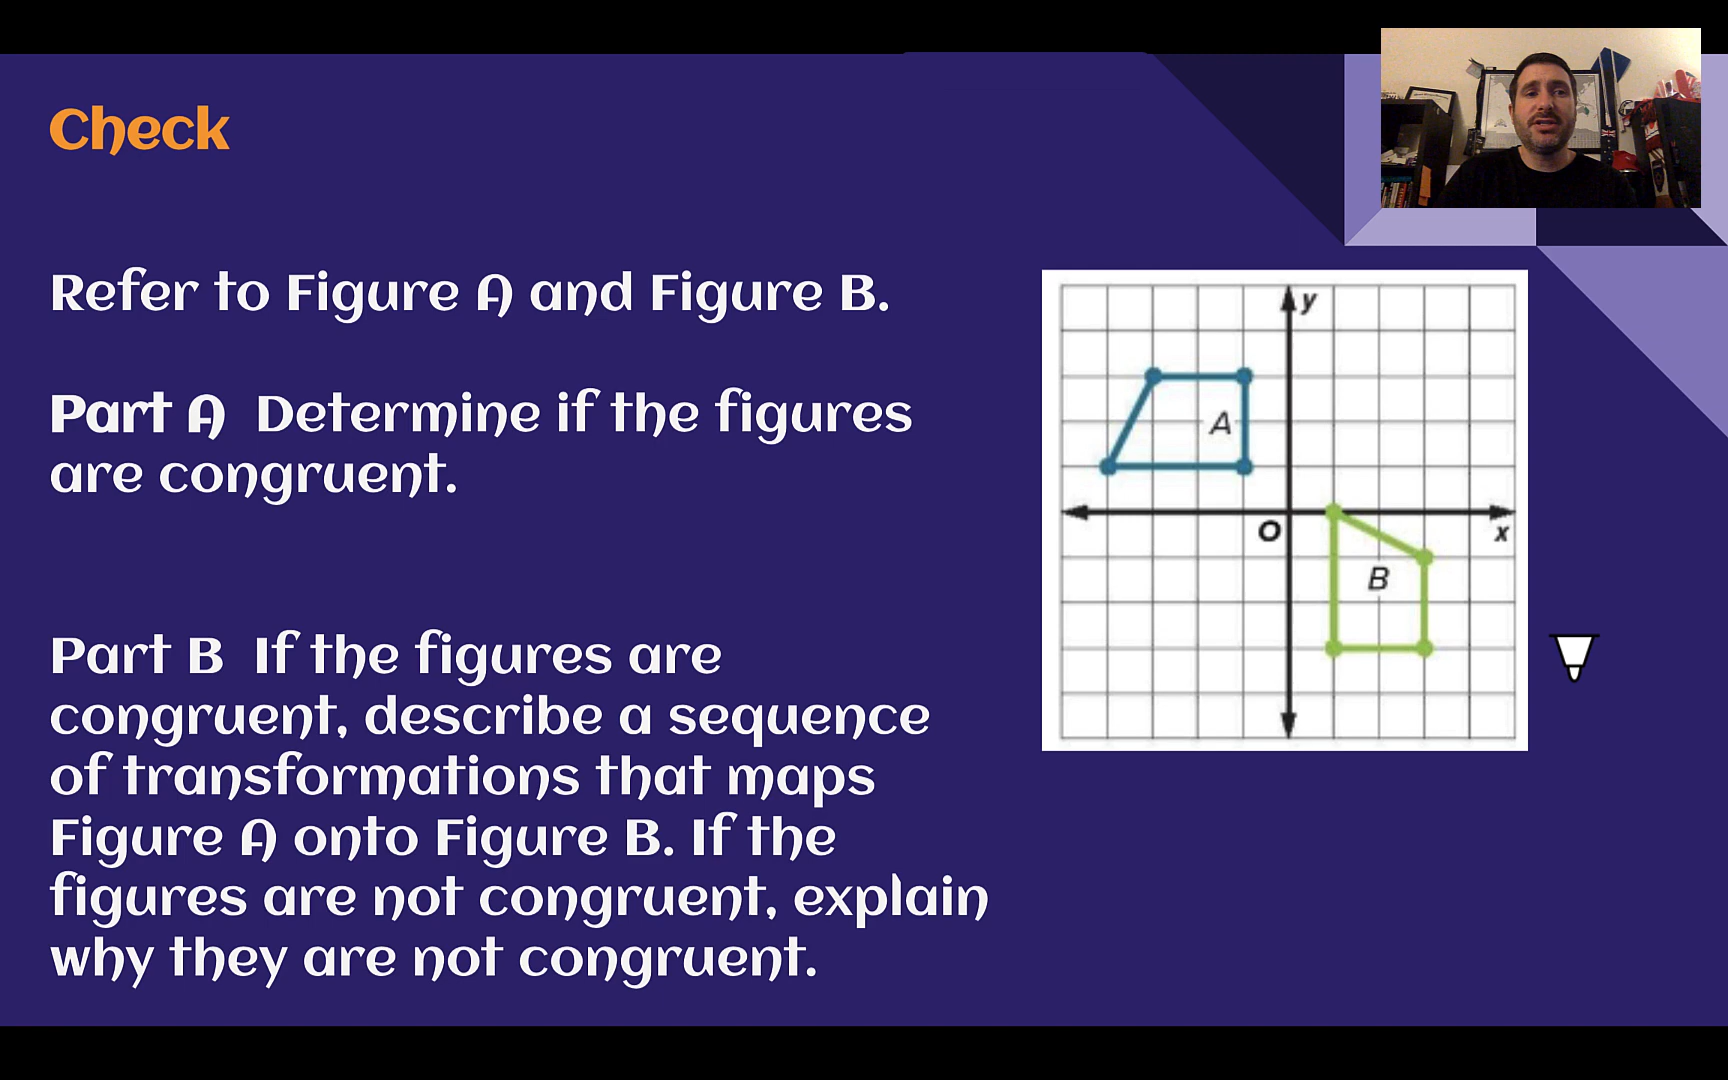 Check
Refer to Figure A and Figure B.
Part A Determine if the figures
are congruent.
Part B If the figures are
congruent, describe a sequence
of transformations that maps
Figure A onto Figure B. If the
figures are not congruent, explain
why they are not congruent.
y
A
O
x
B